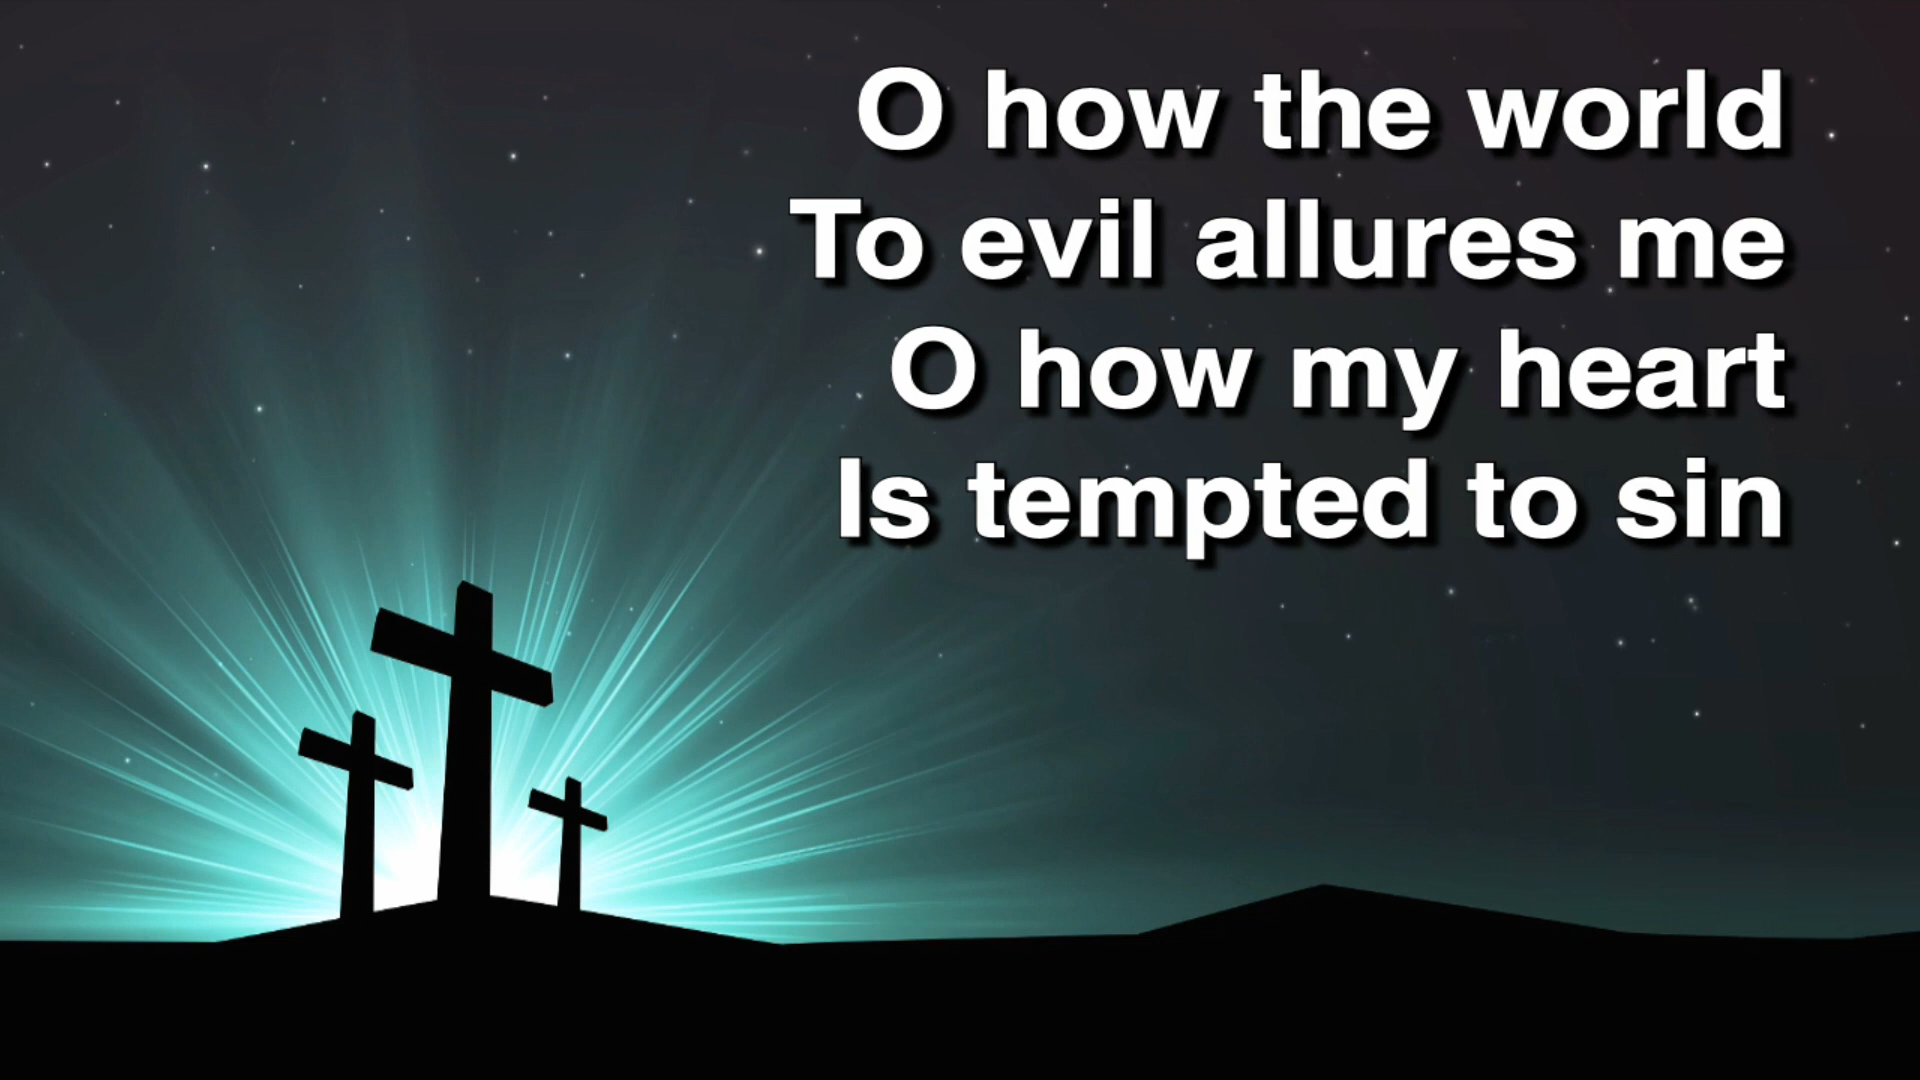 O how the world
To evil allures me
O how my heart
Is tempted to sin